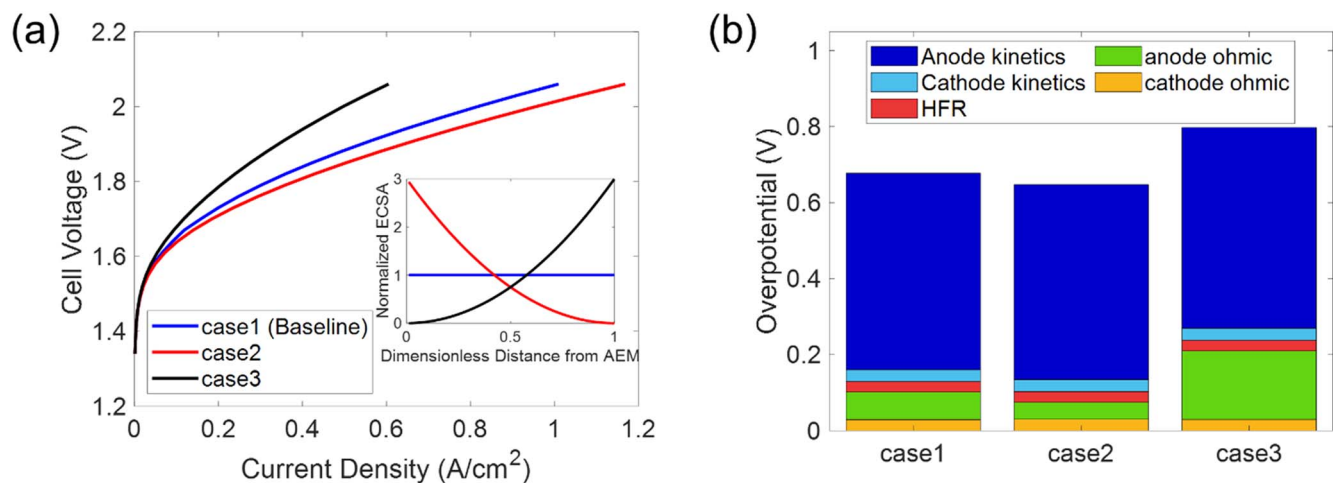 (a)
2.2
2
1.8
1.6
1.4
1.2
Cell Voltage (V)
0
0.2
0.4
0.6
0.8
1
1.2
Current Density (A/cm2)
case1 (Baseline)
case2
case3
3
2
1
0
Normalized ECSA
0
0.5
1
Dimensionless Distance from AEM
(b)
1
0.8
0.6
0.4
0.2
0
Overpotential (V)
Anode kinetics
anode ohmic
Cathode kinetics
cathode ohmic
HFR
case1
case2
case3